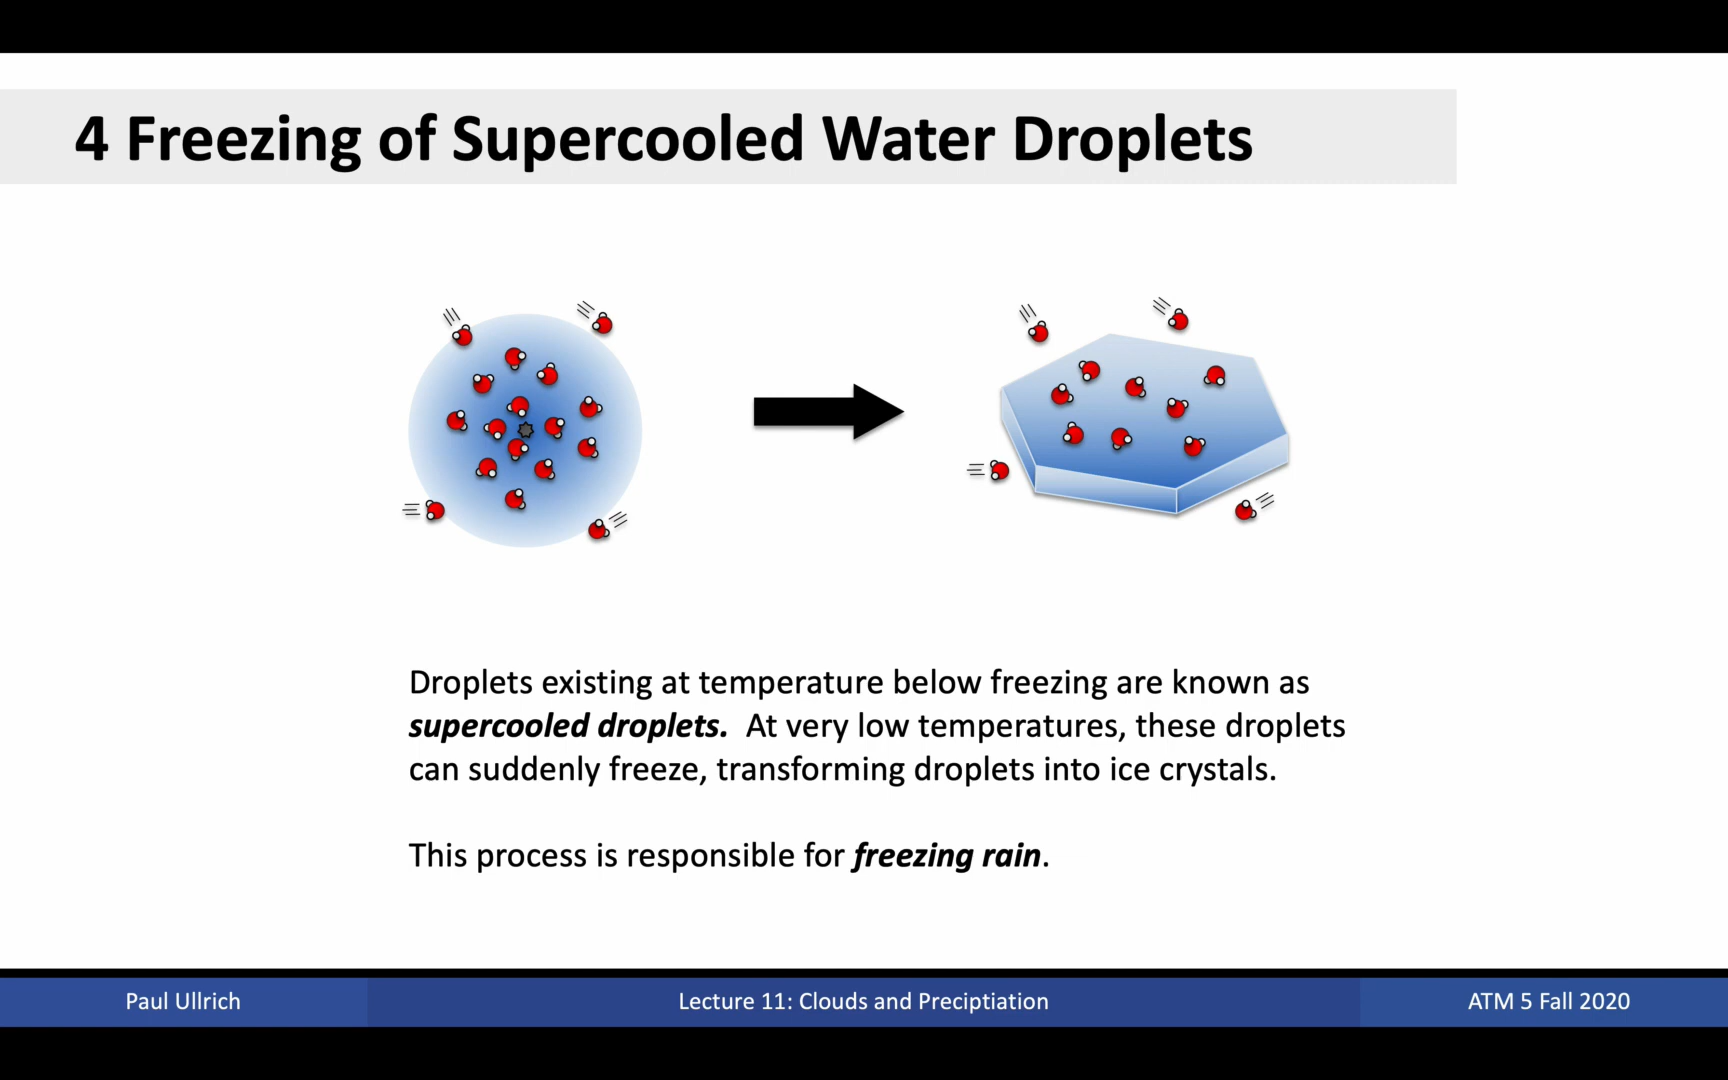 4 Freezing of Supercooled Water Droplets
Droplets existing at temperature below freezing are known as
supercooled droplets.  At very low temperatures, these droplets
can suddenly freeze, transforming droplets into ice crystals.
This process is responsible for freezing rain.
Paul Ullrich
Lecture 11: Clouds and Preciptiation
ATM 5 Fall 2020